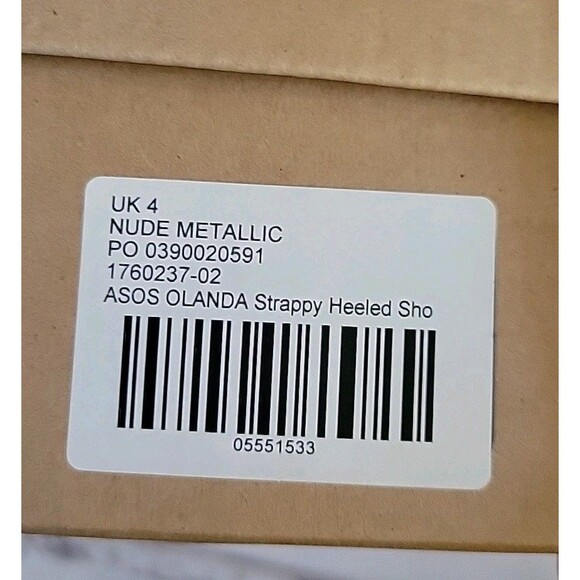 UK 4
NUDE METALLIC
PO 0390020591
1760237-02
ASOS OLANDA Strappy Heeled Sho
05551533